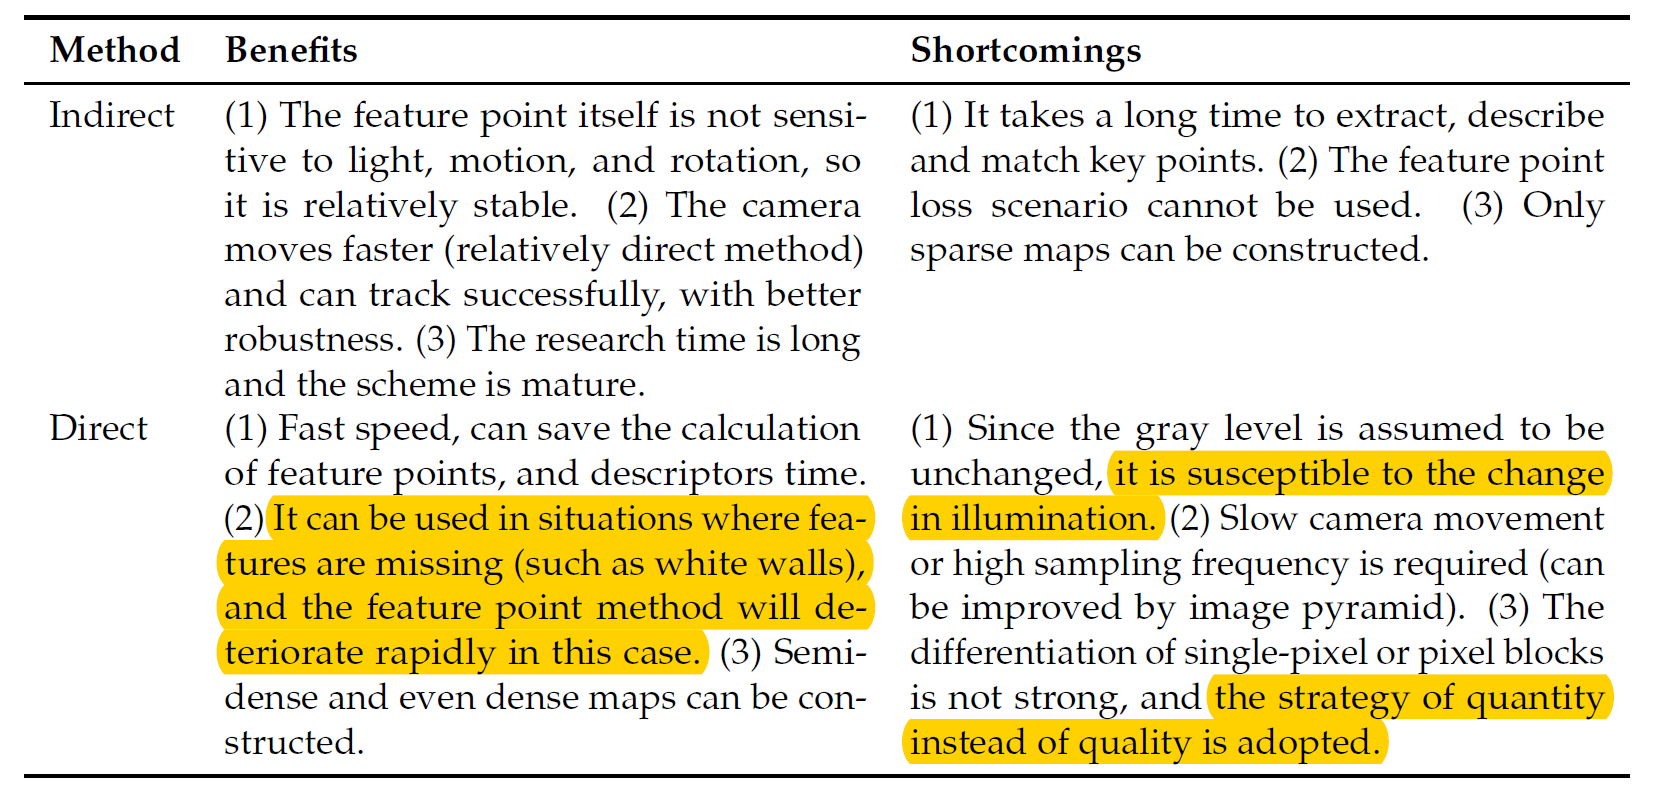 Method Benefits Shortcomings
Indirect (1) The feature point itself is not sensi-
tive to light, motion, and rotation, so
it is relatively stable. (2) The camera
moves faster (relatively direct method)
and can track successfully, with better
robustness. (3) The research time is long
and the scheme is mature.
(1) It takes a long time to extract, describe
and match key points. (2) The feature point
loss scenario cannot be used. (3) Only
sparse maps can be constructed.
Direct (1) Fast speed, can save the calculation
of feature points, and descriptors time.
(2) It can be used in situations where fea-
tures are missing (such as white walls),
and the feature point method will de-
teriorate rapidly in this case. (3) Semi-
dense and even dense maps can be con-
structed.
(1) Since the gray level is assumed to be
unchanged, it is susceptible to the change
in illumination. (2) Slow camera movement
or high sampling frequency is required (can
be improved by image pyramid). (3) The
differentiation of single-pixel or pixel blocks
is not strong, and the strategy of quantity
instead of quality is adopted.